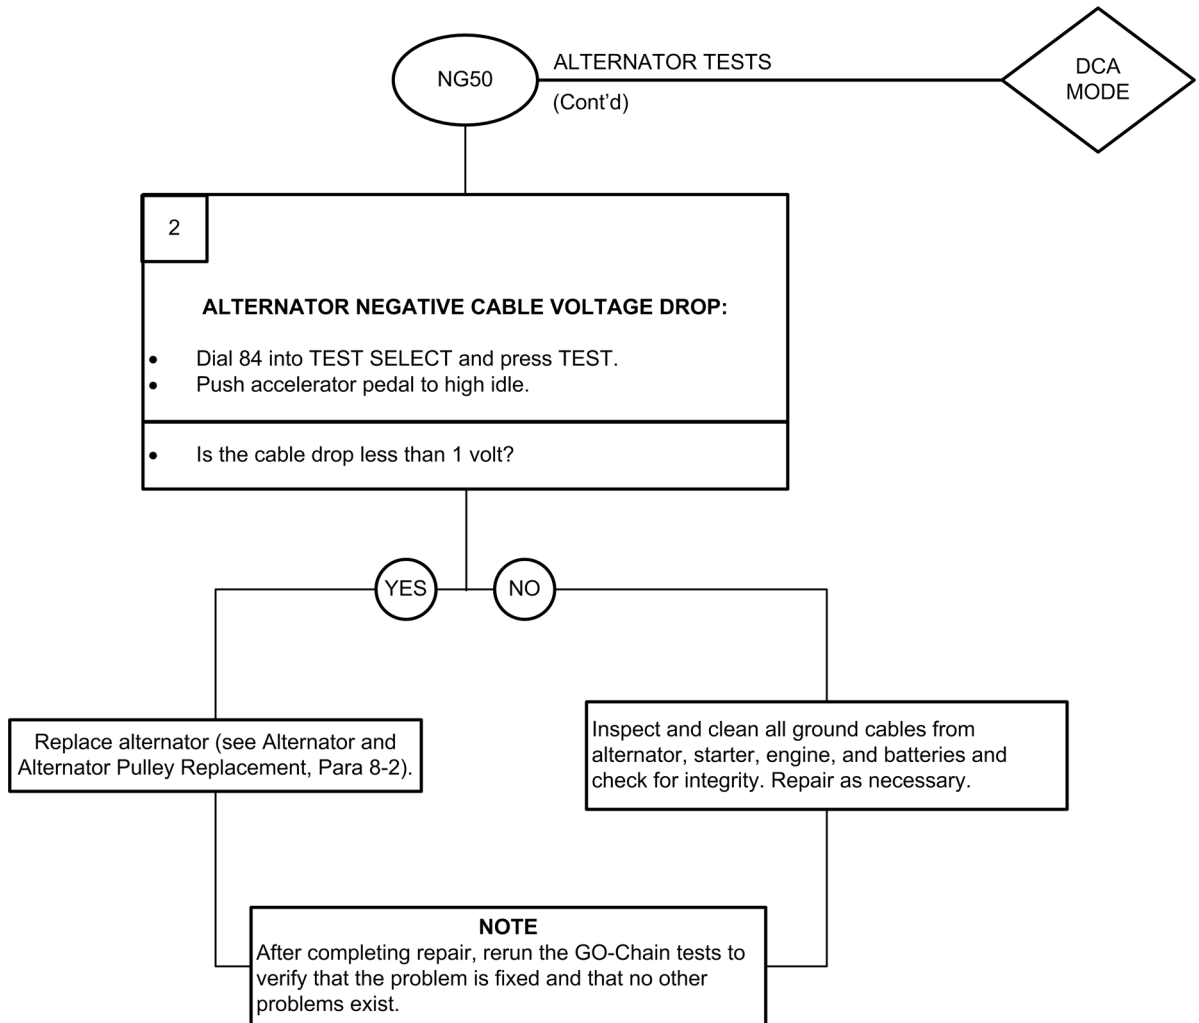 NG50
ALTERNATOR TESTS
(Cont'd)
DCA
MODE
2
ALTERNATOR NEGATIVE CABLE VOLTAGE DROP:
• Dial 84 into TEST SELECT and press TEST.
• Push accelerator pedal to high idle.
• Is the cable drop less than 1 volt?
YES
NO
Replace alternator (see Alternator and
Alternator Pulley Replacement, Para 8-2).
Inspect and clean all ground cables from
alternator, starter, engine, and batteries and
check for integrity. Repair as necessary.
NOTE
After completing repair, rerun the GO-Chain tests to
verify that the problem is fixed and that no other
problems exist.